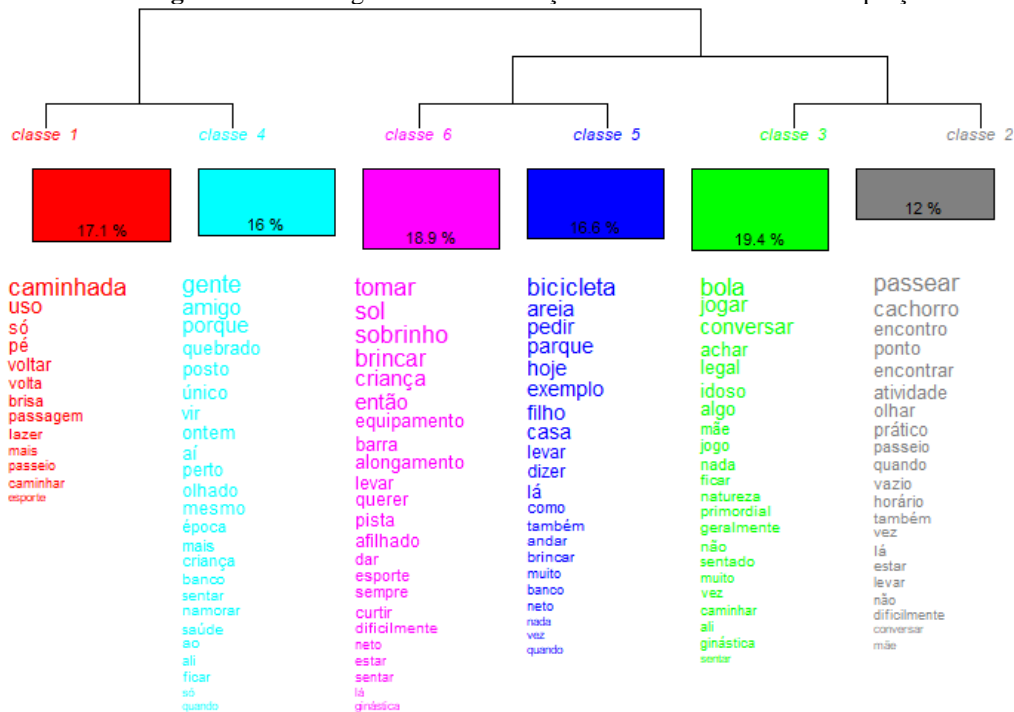 classe 1
classe 4
classe 6
classe 5
classe 3
classe 2
17.1 %
16 %
18.9 %
16.6 %
19.4 %
12 %
caminhada
uso
só
pé
voltar
volta
brisa
passagem
lazer
mais
passeio
caminhar
esporte
gente
amigo
porque
quebrado
posto
único
vir
ontem
aí
perto
olhado
mesmo
época
mais
criança
banco
sentar
namorar
saúde
ao
ali
ficar
só
quando
tomar
sol
sobrinho
brincar
criança
então
equipamento
barra
alongamento
levar
querer
pista
afilhado
dar
esporte
sempre
curtir
dificilmente
neto
estar
sentar
lá
ginástica
bicicleta
areia
pedir
parque
hoje
exemplo
filho
casa
levar
dizer
lá
como
também
andar
brincar
muito
banco
neto
nada
vez
quando
bola
jogar
conversar
achar
legal
idoso
algo
mãe
jogo
nada
ficar
natureza
primordial
geralmente
não
sentado
muito
vez
caminhar
ali
ginástica
sentar
passear
cachorro
encontro
ponto
encontrar
atividade
olhar
prático
passeio
quando
vazio
horário
também
vez
lá
estar
levar
não
dificilmente
conversar
mãe